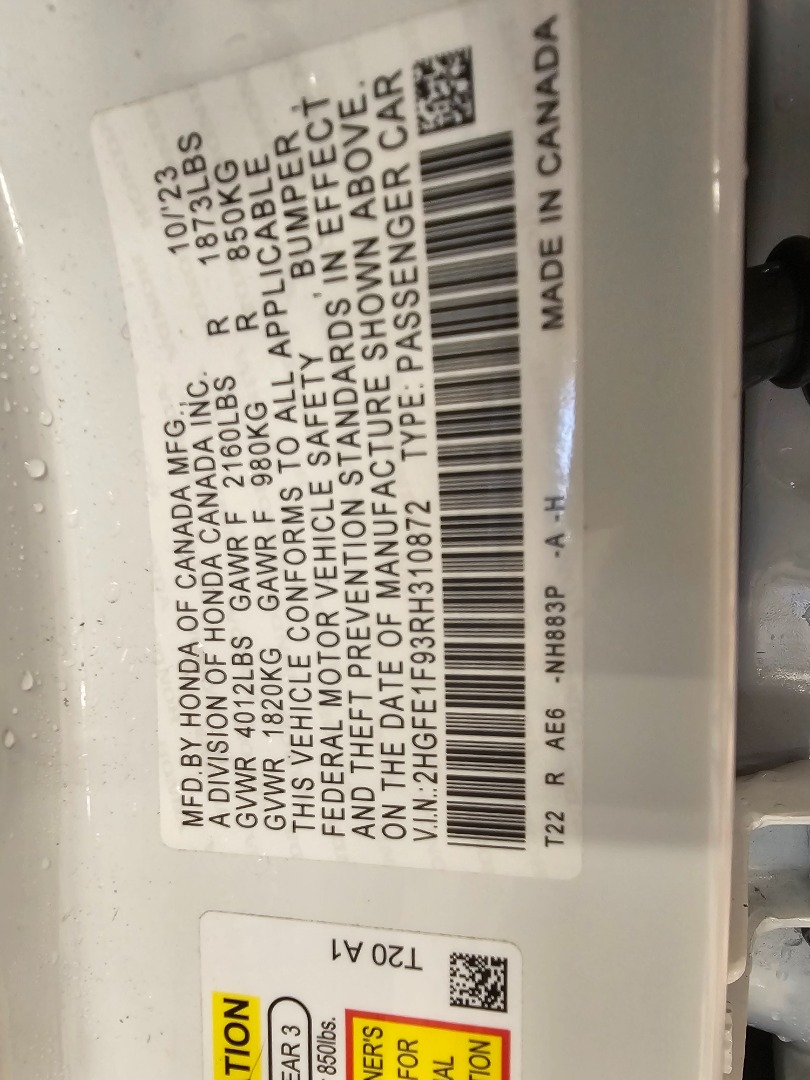 MFD.BY HONDA OF CANADA MFG., 10/'23
A DIVISION OF HONDA CANADA INC.
GVWR 4012LBS GAWR F 2160LBS R 1873LBS
GVWR 1820KG GAWR F 980KG R 850KG
THIS VEHICLE CONFORMS TO ALL APPLICABLE
FEDERAL MOTOR VEHICLE SAFETY, BUMPER,
AND THEFT PREVENTION STANDARDS IN EFFECT
ON THE DATE OF MANUFACTURE SHOWN ABOVE.
V.I.N.:2HGFE1F93RH310872 TYPE: PASSENGER CAR
T22 R AE6 -NH883P -A -H MADE IN CANADA
T20 A1
TION
EAR 3
850lbs.
NER'S
FOR
AL
TION